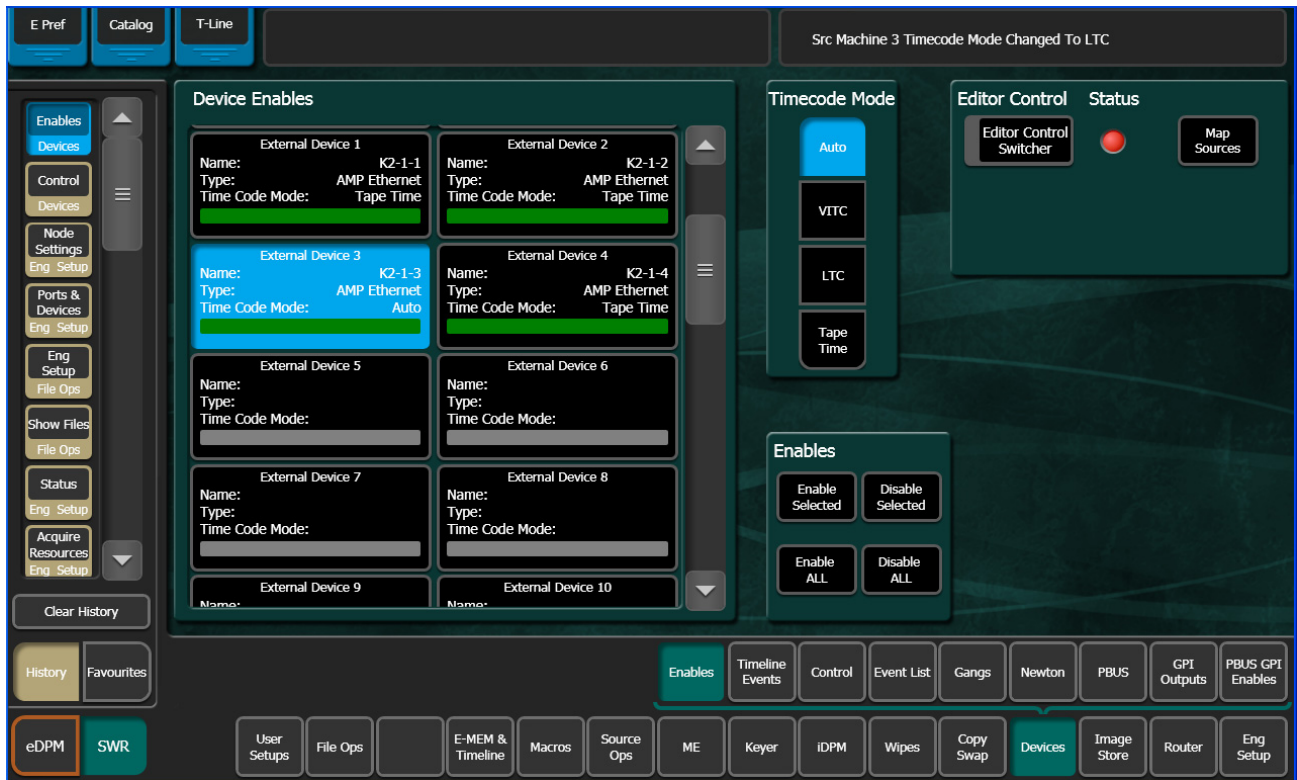 E Pref
Catalog
T-Line
Src Machine 3 Timecode Mode Changed To LTC
Enables
Devices
Control
Devices
Node
Settings
Eng Setup
Ports &
Devices
Eng Setup
Eng
Setup
File Ops
Show Files
File Ops
Status
Eng Setup
Acquire
Resources
Eng Setup
Clear History
History
Favourites
Device Enables
External Device 1
Name: K2-1-1
Type: AMP Ethernet
Time Code Mode: Tape Time
External Device 2
Name: K2-1-2
Type: AMP Ethernet
Time Code Mode: Tape Time
External Device 3
Name: K2-1-3
Type: AMP Ethernet
Time Code Mode: Auto
External Device 4
Name: K2-1-4
Type: AMP Ethernet
Time Code Mode: Tape Time
External Device 5
Name:
Type:
Time Code Mode:
External Device 6
Name:
Type:
Time Code Mode:
External Device 7
Name:
Type:
Time Code Mode:
External Device 8
Name:
Type:
Time Code Mode:
External Device 9
Name:
External Device 10
Name:
Timecode Mode
Auto
VITC
LTC
Tape
Time
Editor Control
Status
Editor Control
Switcher
Map
Sources
Enables
Enable
Selected
Disable
Selected
Enable
ALL
Disable
ALL
Enables
Timeline
Events
Control
Event List
Gangs
Newton
PBUS
GPI
Outputs
PBUS GPI
Enables
eDPM
SWR
User
Setups
File Ops
E-MEM &
Timeline
Macros
Source
Ops
ME
Keyer
iDPM
Wipes
Copy
Swap
Devices
Image
Store
Router
Eng
Setup